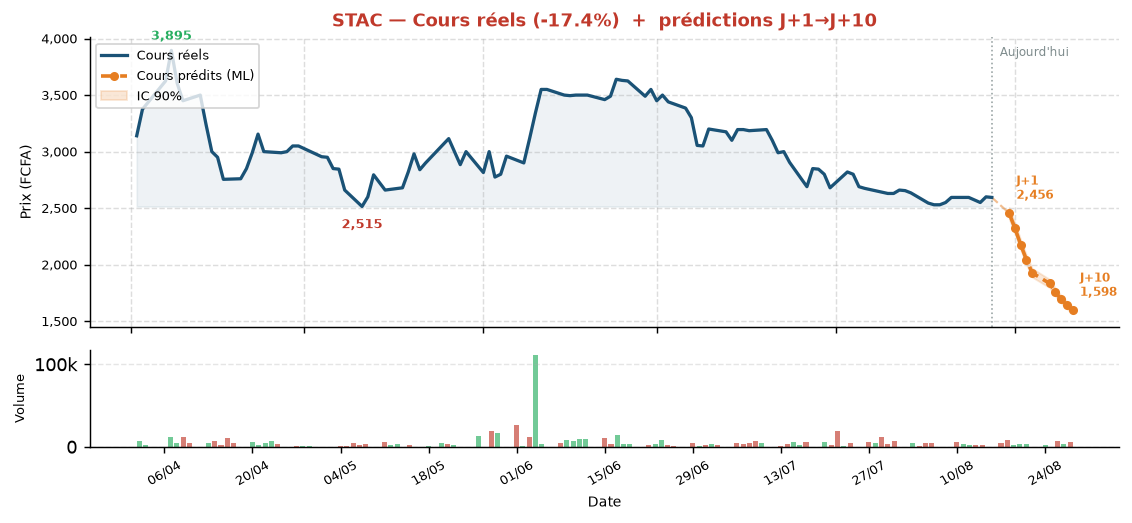 STAC — Cours réels (-17.4%)  +  prédictions J+1→J+10
3,895
4,000
Cours réels
Cours prédits (ML)
IC 90%
Aujourd'hui
3,500
3,000
2,500
2,000
1,500
Prix (FCFA)
2,515
J+1
2,456
J+10
1,598
100k
0
Volume
06/04
20/04
04/05
18/05
01/06
15/06
29/06
13/07
27/07
10/08
24/08
Date